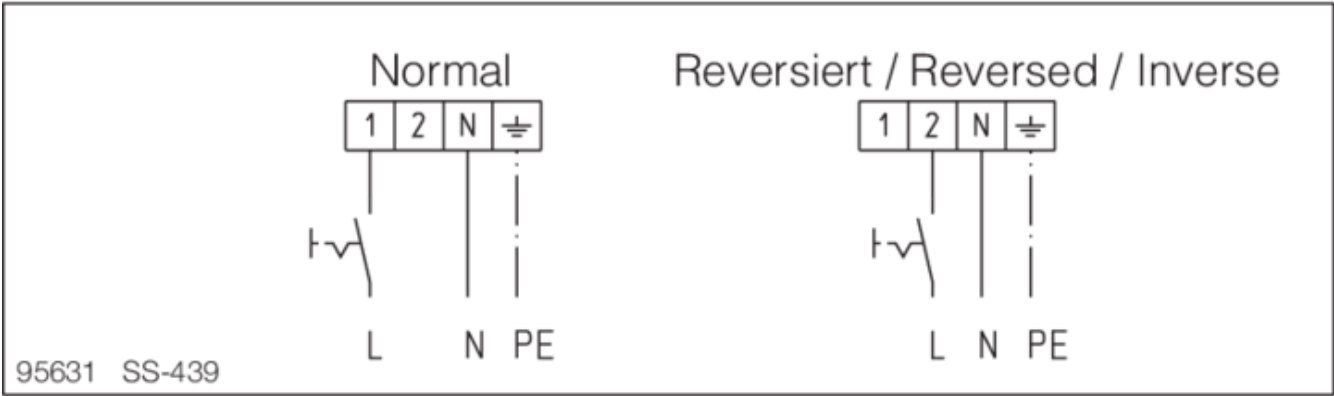 Normal Reversiert / Reversed / Inverse
1 2 N 1 2 N
L N PE L N PE
95631 SS-439